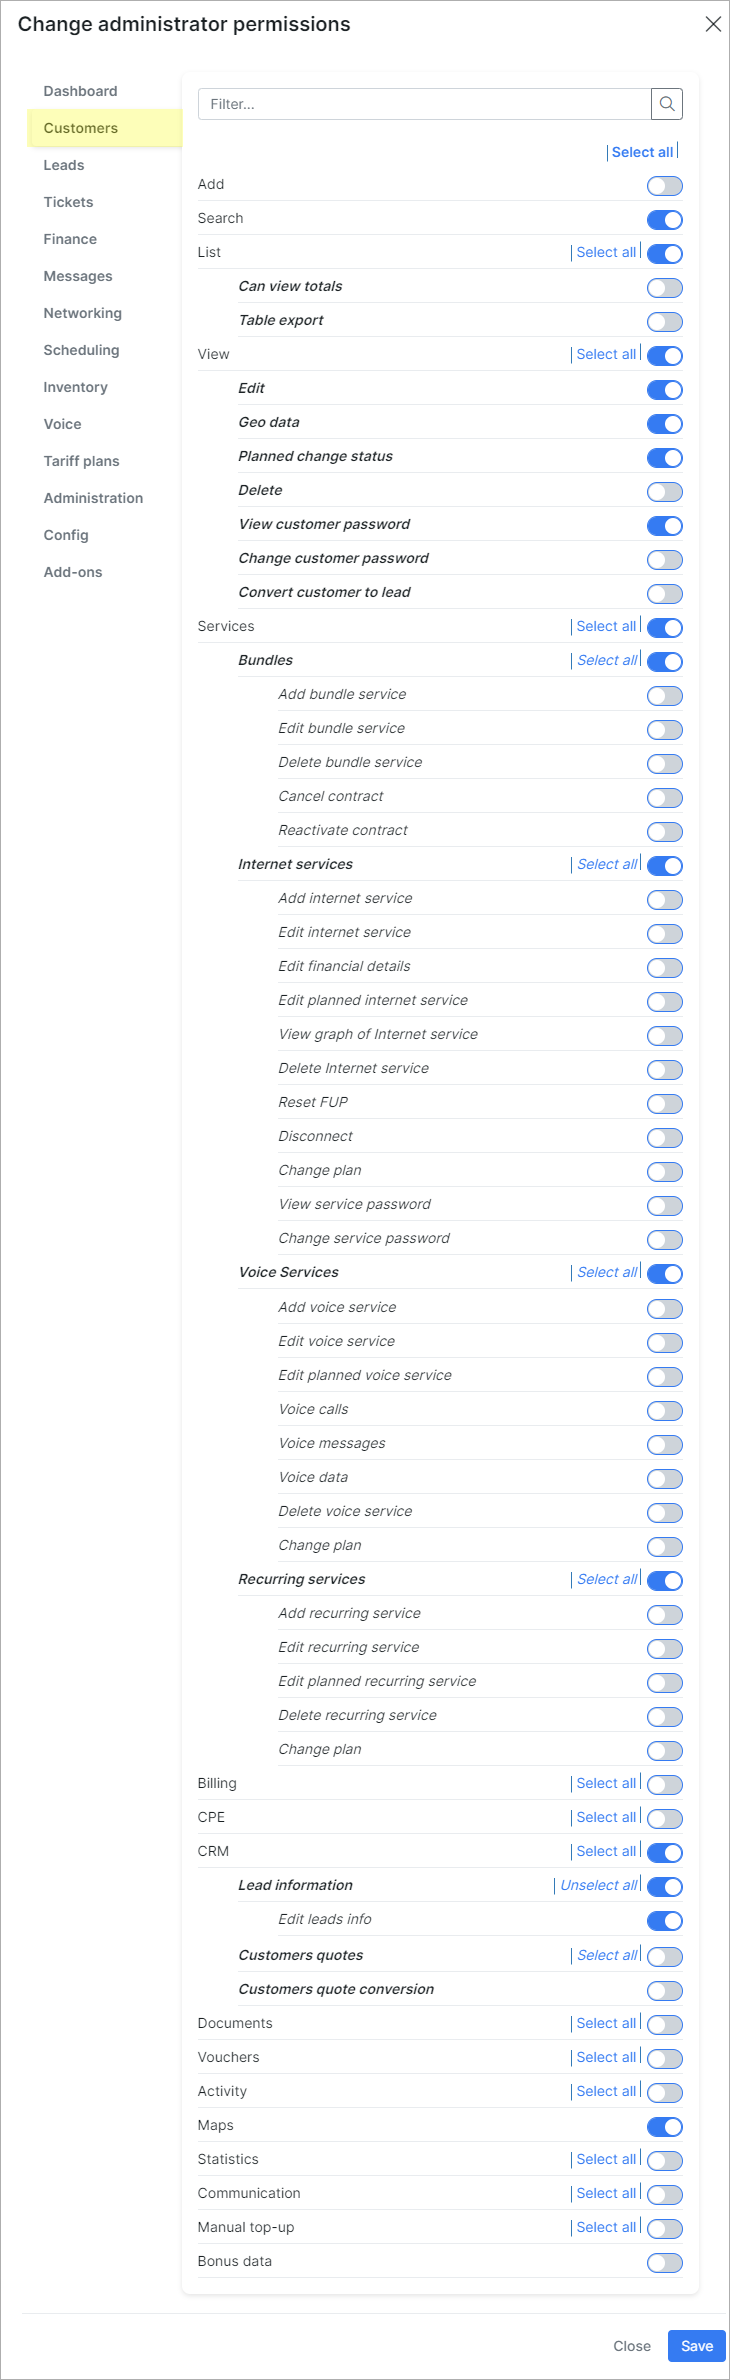 Change administrator permissions
Dashboard
Customers
Leads
Tickets
Finance
Messages
Networking
Scheduling
Inventory
Voice
Tariff plans
Administration
Config
Add-ons
Filter...
Select all
Add
Search
List Select all
Can view totals
Table export
View Select all
Edit
Geo data
Planned change status
Delete
View customer password
Change customer password
Convert customer to lead
Services Select all
Bundles Select all
Add bundle service
Edit bundle service
Delete bundle service
Cancel contract
Reactivate contract
Internet services Select all
Add internet service
Edit internet service
Edit financial details
Edit planned internet service
View graph of Internet service
Delete Internet service
Reset FUP
Disconnect
Change plan
View service password
Change service password
Voice Services Select all
Add voice service
Edit voice service
Edit planned voice service
Voice calls
Voice messages
Voice data
Delete voice service
Change plan
Recurring services Select all
Add recurring service
Edit recurring service
Edit planned recurring service
Delete recurring service
Change plan
Billing Select all
CPE Select all
CRM Select all
Lead information Unselect all
Edit leads info
Customers quotes Select all
Customers quote conversion
Documents Select all
Vouchers Select all
Activity Select all
Maps
Statistics Select all
Communication Select all
Manual top-up Select all
Bonus data
Close Save